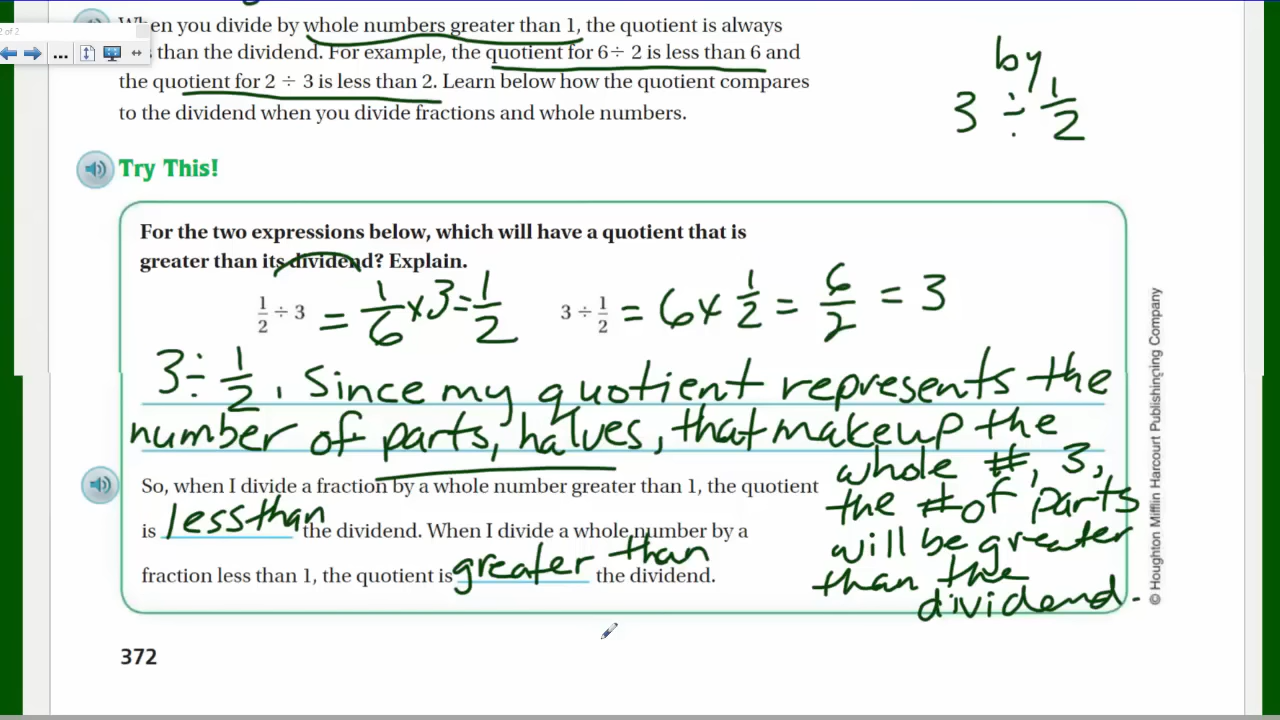 When you divide by whole numbers greater than 1, the quotient is always
2 of 2
than the dividend. For example, the quotient for 6 ÷ 2 is less than 6 and
the quotient for 2 ÷ 3 is less than 2. Learn below how the quotient compares
to the dividend when you divide fractions and whole numbers.
by
3 ÷ 1/2
Try This!
For the two expressions below, which will have a quotient that is
greater than its dividend? Explain.
1/2 ÷ 3 = 1/6 × 3 = 1/2
3 ÷ 1/2 = 6 × 1/2 = 6/2 = 3
3 ÷ 1/2. Since my quotient represents the
number of parts, halves, that makeup the
whole #, 3,
the # of parts
will be greater
than the
dividend.
So, when I divide a fraction by a whole number greater than 1, the quotient
is less than the dividend. When I divide a whole number by a
fraction less than 1, the quotient is greater than the dividend.
© Houghton Mifflin Harcourt Publishing Company
372